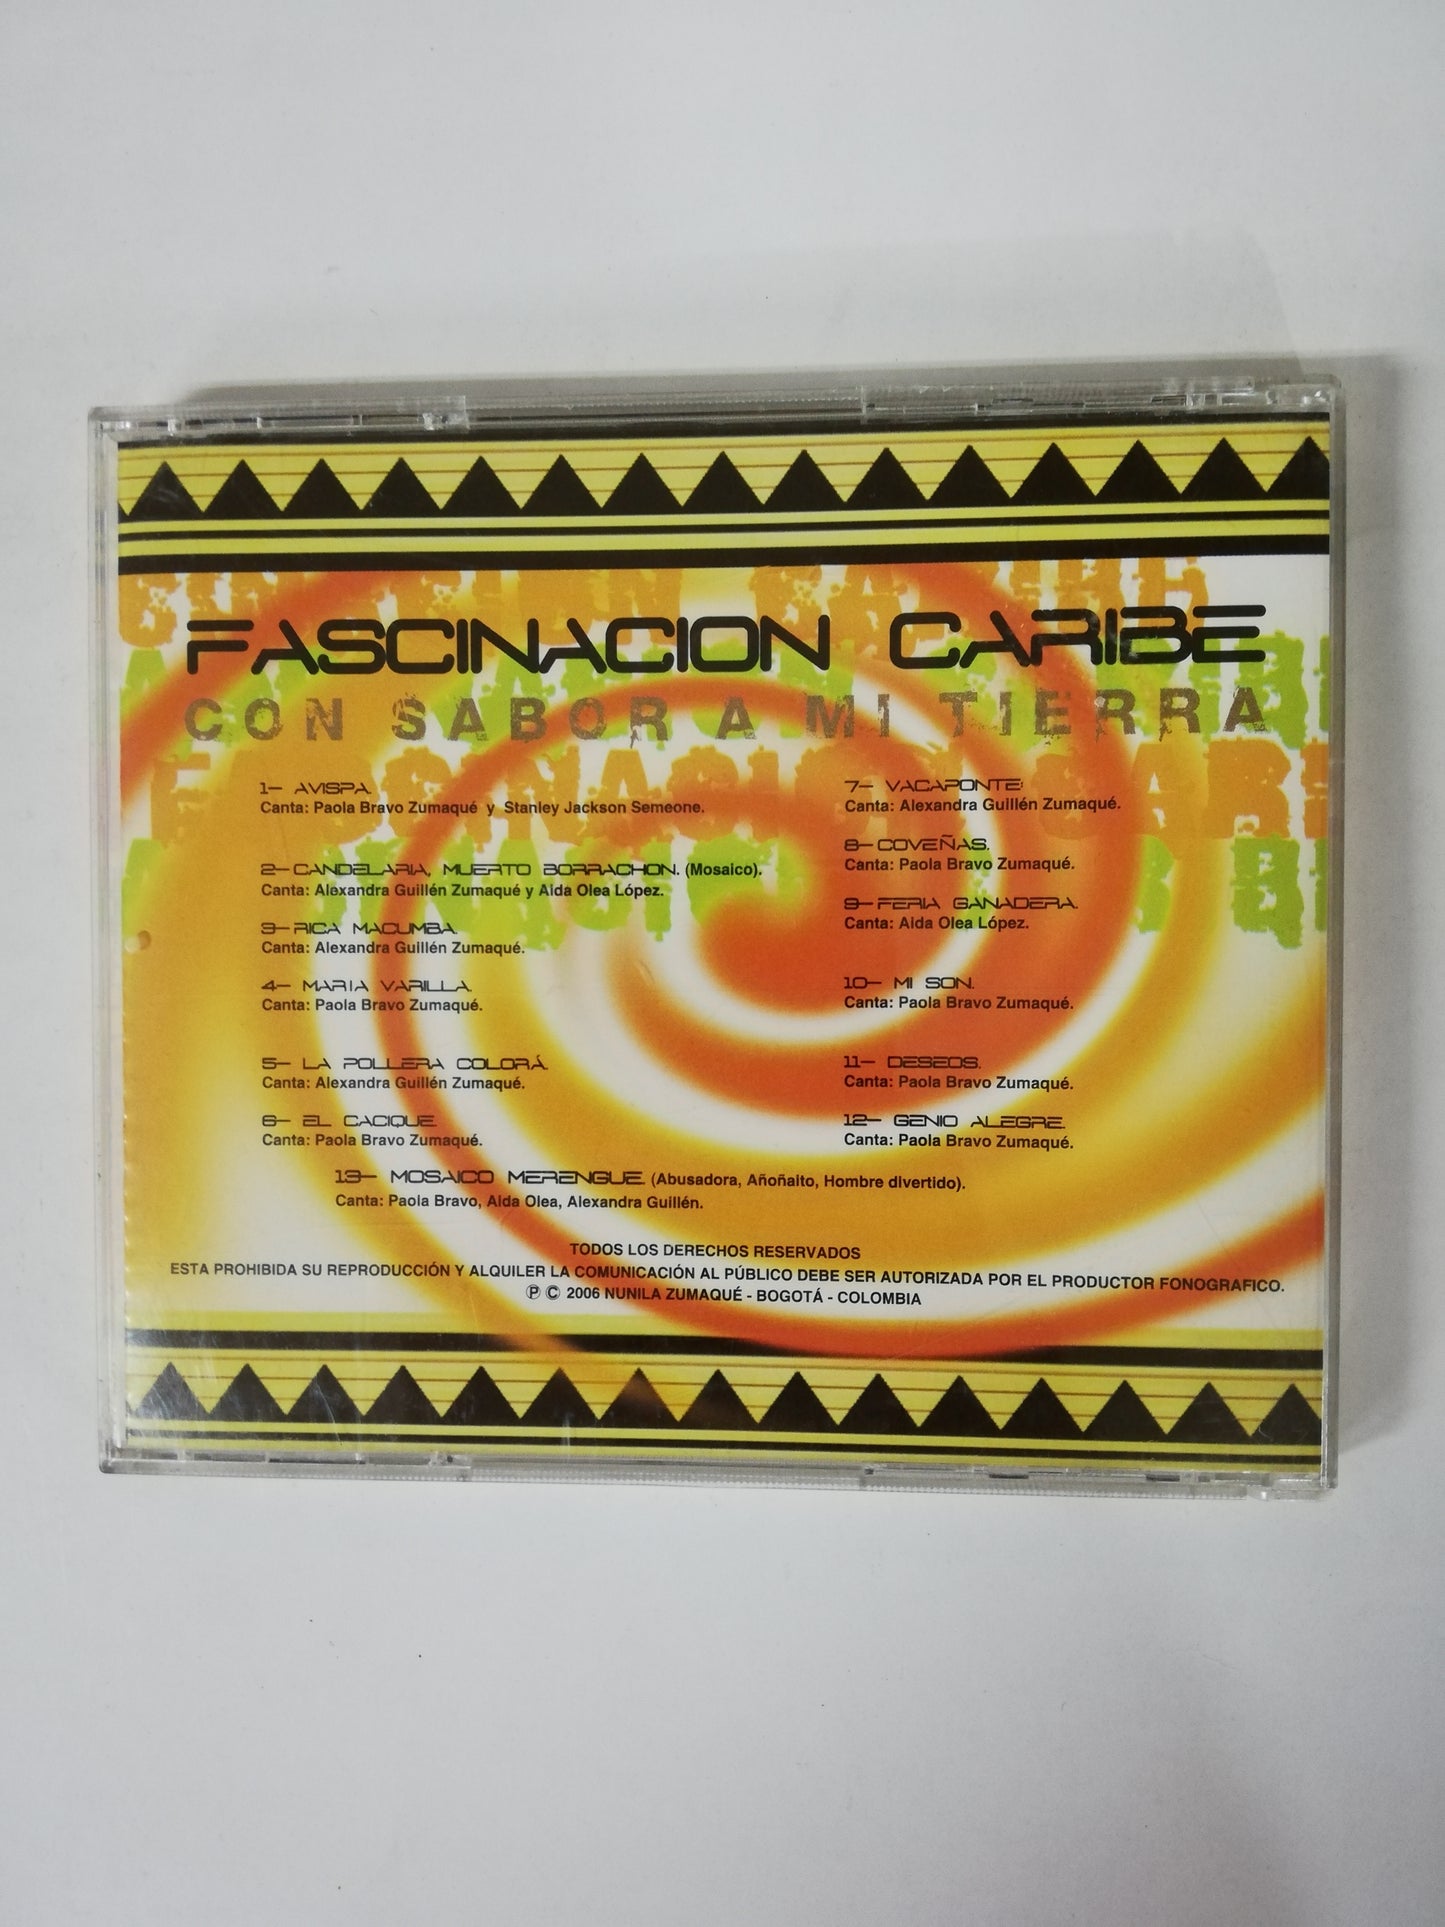 FASCINACION CARIBE
CON SABOR A MI TIERRA
1- AVISPA.
Canta: Paola Bravo Zumaqué y Stanley Jackson Semeone.
2- CANDELARIA, MUERTO BORRACHON. (Mosaico).
Canta: Alexandra Guillén Zumaqué y Aida Olea López.
3- RICA MACUMBA.
Canta: Alexandra Guillén Zumaqué.
4- MARIA VARILLA.
Canta: Paola Bravo Zumaqué.
5- LA POLLERA COLORÁ.
Canta: Alexandra Guillén Zumaqué.
6- EL CACIQUE.
Canta: Paola Bravo Zumaqué.
7- VACAPONTE:
Canta: Alexandra Guillén Zumaqué.
8- COVEÑAS.
Canta: Paola Bravo Zumaqué.
9- FERIA GANADERA.
Canta: Aida Olea López.
10- MI SON.
Canta: Paola Bravo Zumaqué.
11- DESEOS.
Canta: Paola Bravo Zumaqué.
12- GENIO ALEGRE.
Canta: Paola Bravo Zumaqué.
13- MOSAICO MERENGUE. (Abusadora, Añoñaito, Hombre divertido).
Canta: Paola Bravo, Aida Olea, Alexandra Guillén.
TODOS LOS DERECHOS RESERVADOS
ESTA PROHIBIDA SU REPRODUCCIÓN Y ALQUILER LA COMUNICACIÓN AL PÚBLICO DEBE SER AUTORIZADA POR EL PRODUCTOR FONOGRAFICO.
Ⓟ © 2006 NUNILA ZUMAQUÉ - BOGOTÁ - COLOMBIA